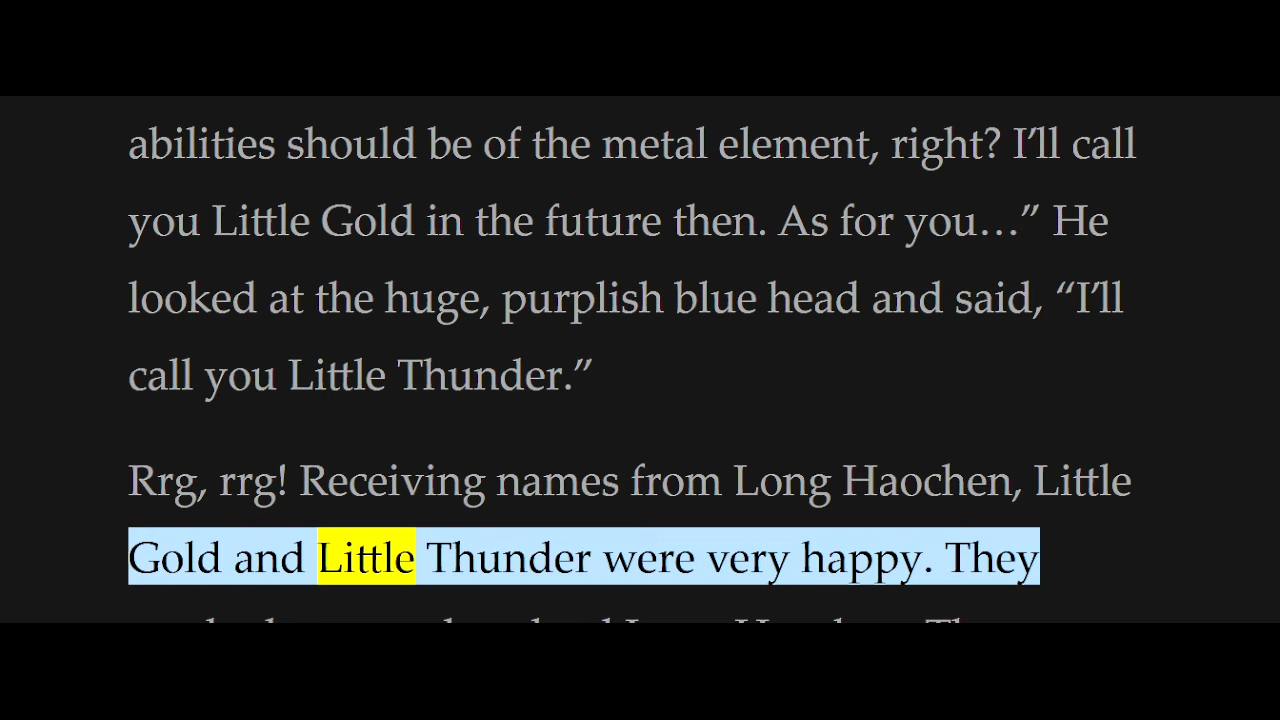 abilities should be of the metal element, right? I’ll call
you Little Gold in the future then. As for you…” He
looked at the huge, purplish blue head and said, “I’ll
call you Little Thunder.”
Rrg, rrg! Receiving names from Long Haochen, Little
Gold and Little Thunder were very happy. They